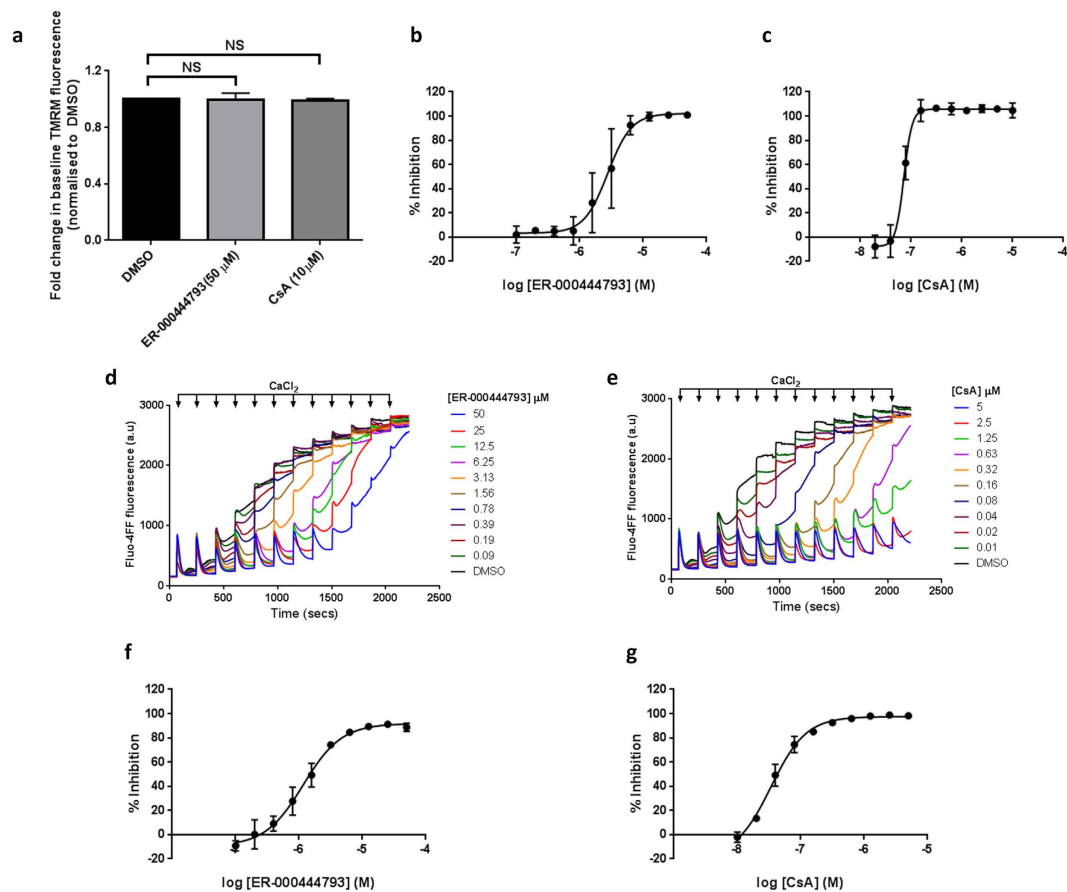 a
Fold change in baseline TMRM fluorescence
(normalised to DMSO)
1.2
0.8
0.4
0.0
NS
NS
DMSO
ER-000444793 (50 µM)
CsA (10 µM)
b
% Inhibition
120
100
80
60
40
20
0
-20
-7
-6
-5
-4
log [ER-000444793] (M)
c
% Inhibition
120
100
80
60
40
20
0
-20
-8
-7
-6
-5
-4
log [CsA] (M)
d
CaCl₂
Fluo-4FF fluorescence (a.u)
3000
2000
1000
0
0
500
1000
1500
2000
2500
Time (secs)
[ER-000444793] µM
50
25
12.5
6.25
3.13
1.56
0.78
0.39
0.19
0.09
DMSO
e
CaCl₂
Fluo-4FF fluorescence (a.u)
3000
2000
1000
0
0
500
1000
1500
2000
2500
Time (secs)
[CsA] µM
5
2.5
1.25
0.63
0.32
0.16
0.08
0.04
0.02
0.01
DMSO
f
% Inhibition
120
100
80
60
40
20
0
-20
-7
-6
-5
-4
log [ER-000444793] (M)
g
% Inhibition
120
100
80
60
40
20
0
-20
-8
-7
-6
-5
log [CsA] (M)